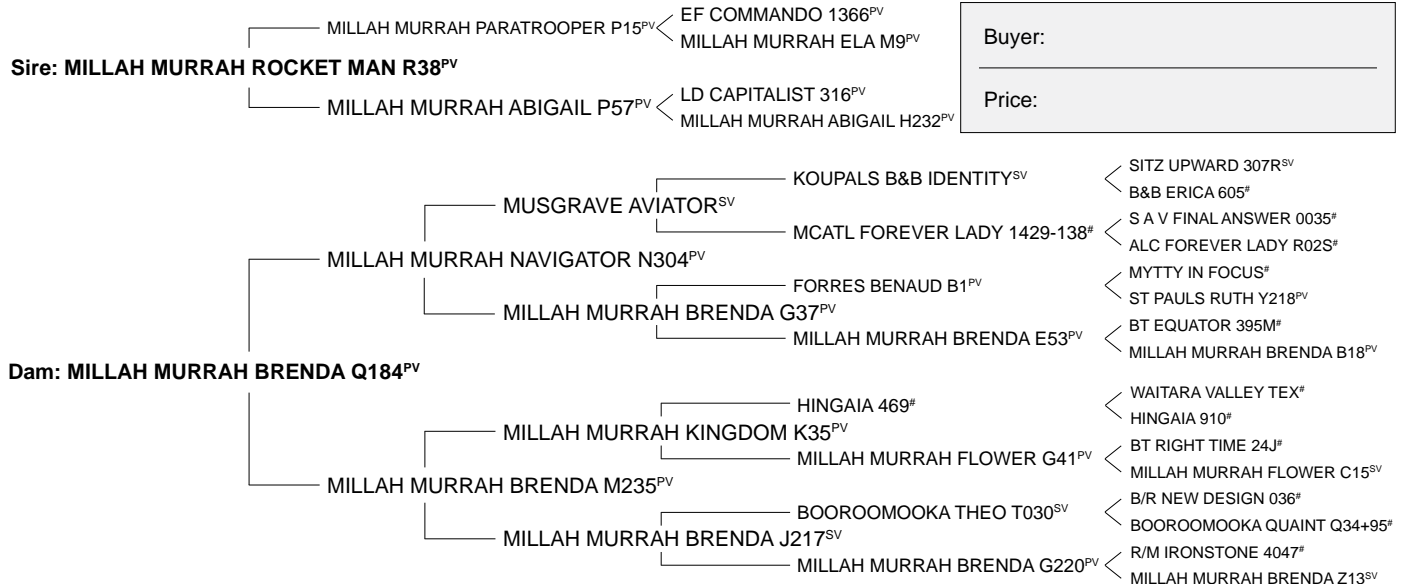 MILLAH MURRAH PARATROOPER P15PV
EF COMMANDO 1366PV
MILLAH MURRAH ELA M9PV
Sire: MILLAH MURRAH ROCKET MAN R38PV
MILLAH MURRAH ABIGAIL P57PV
LD CAPITALIST 316PV
MILLAH MURRAH ABIGAIL H232PV
Buyer:
Price:
KOUPALS B&B IDENTITYSV
SITZ UPWARD 307RSV
B&B ERICA 605#
MUSGRAVE AVIATORSV
MCATL FOREVER LADY 1429-138#
S A V FINAL ANSWER 0035#
ALC FOREVER LADY R02S#
MILLAH MURRAH NAVIGATOR N304PV
FORRES BENAUD B1PV
MYTTY IN FOCUS#
ST PAULS RUTH Y218PV
MILLAH MURRAH BRENDA G37PV
MILLAH MURRAH BRENDA E53PV
BT EQUATOR 395M#
MILLAH MURRAH BRENDA B18PV
Dam: MILLAH MURRAH BRENDA Q184PV
HINGAIA 469#
WAITARA VALLEY TEX#
HINGAIA 910#
MILLAH MURRAH KINGDOM K35PV
MILLAH MURRAH FLOWER G41PV
BT RIGHT TIME 24J#
MILLAH MURRAH FLOWER C15SV
MILLAH MURRAH BRENDA M235PV
BOOROOMOOKA THEO T030SV
B/R NEW DESIGN 036#
BOOROOMOOKA QUAINT Q34+95#
MILLAH MURRAH BRENDA J217SV
MILLAH MURRAH BRENDA G220PV
R/M IRONSTONE 4047#
MILLAH MURRAH BRENDA Z13SV